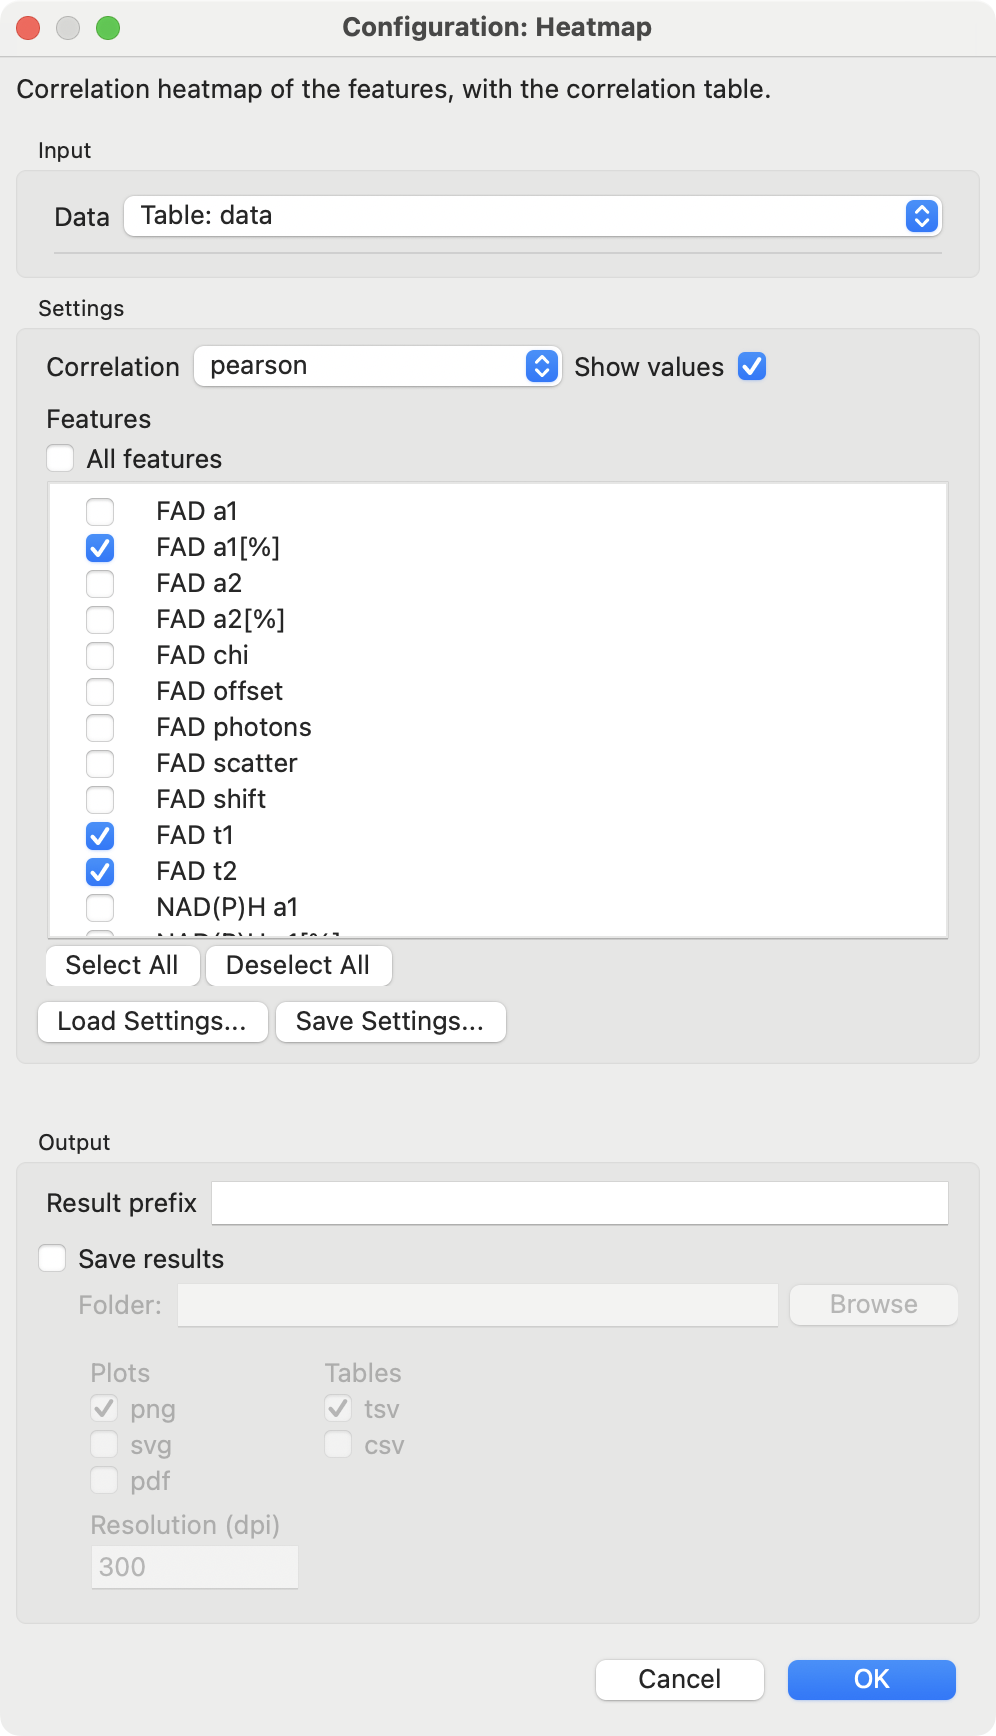 Configuration: Heatmap
Correlation heatmap of the features, with the correlation table.
Input
Data Table: data
Settings
Correlation pearson Show values
Features
All features
FAD a1
FAD a1[%]
FAD a2
FAD a2[%]
FAD chi
FAD offset
FAD photons
FAD scatter
FAD shift
FAD t1
FAD t2
NAD(P)H a1
Select All Deselect All
Load Settings... Save Settings...
Output
Result prefix
Save results
Folder: Browse
Plots Tables
png tsv
svg csv
pdf
Resolution (dpi)
300
Cancel OK